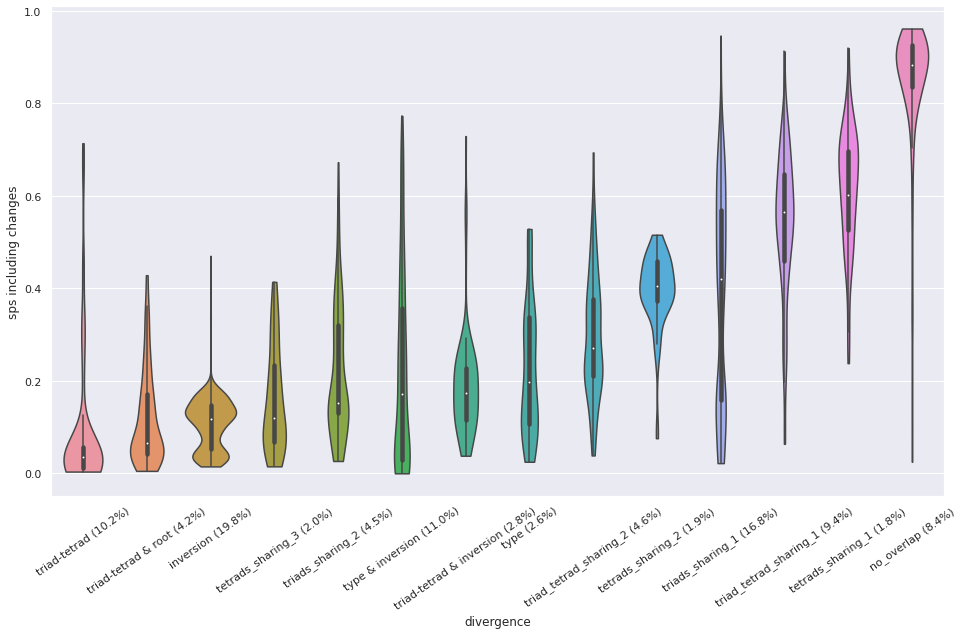 1.0
0.8
0.6
0.4
0.2
0.0
sps including changes
triad-tetrad (10.2%)
triad-tetrad & root (4.2%)
inversion (19.8%)
tetrads_sharing_3 (2.0%)
triads_sharing_2 (4.5%)
type & inversion (11.0%)
triad-tetrad & inversion (2.8%)
type (2.6%)
triad_tetrad_sharing_2 (4.6%)
tetrads_sharing_2 (1.9%)
triads_sharing_1 (16.8%)
triad_tetrad_sharing_1 (9.4%)
tetrads_sharing_1 (1.8%)
no_overlap (8.4%)
divergence